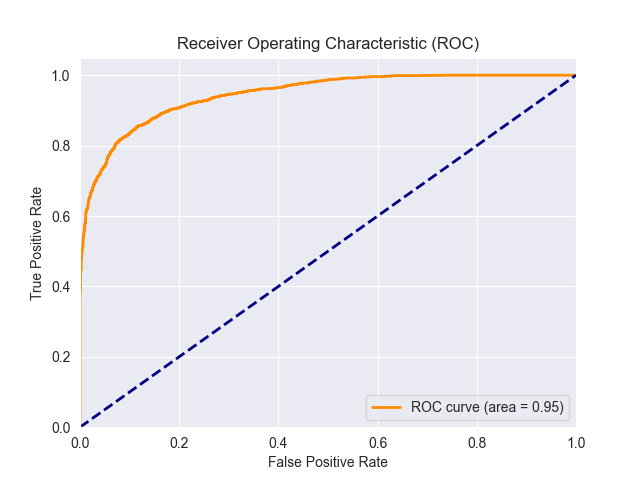 Receiver Operating Characteristic (ROC)
True Positive Rate
1.0
0.8
0.6
0.4
0.2
0.0
0.0 0.2 0.4 0.6 0.8 1.0
False Positive Rate
ROC curve (area = 0.95)